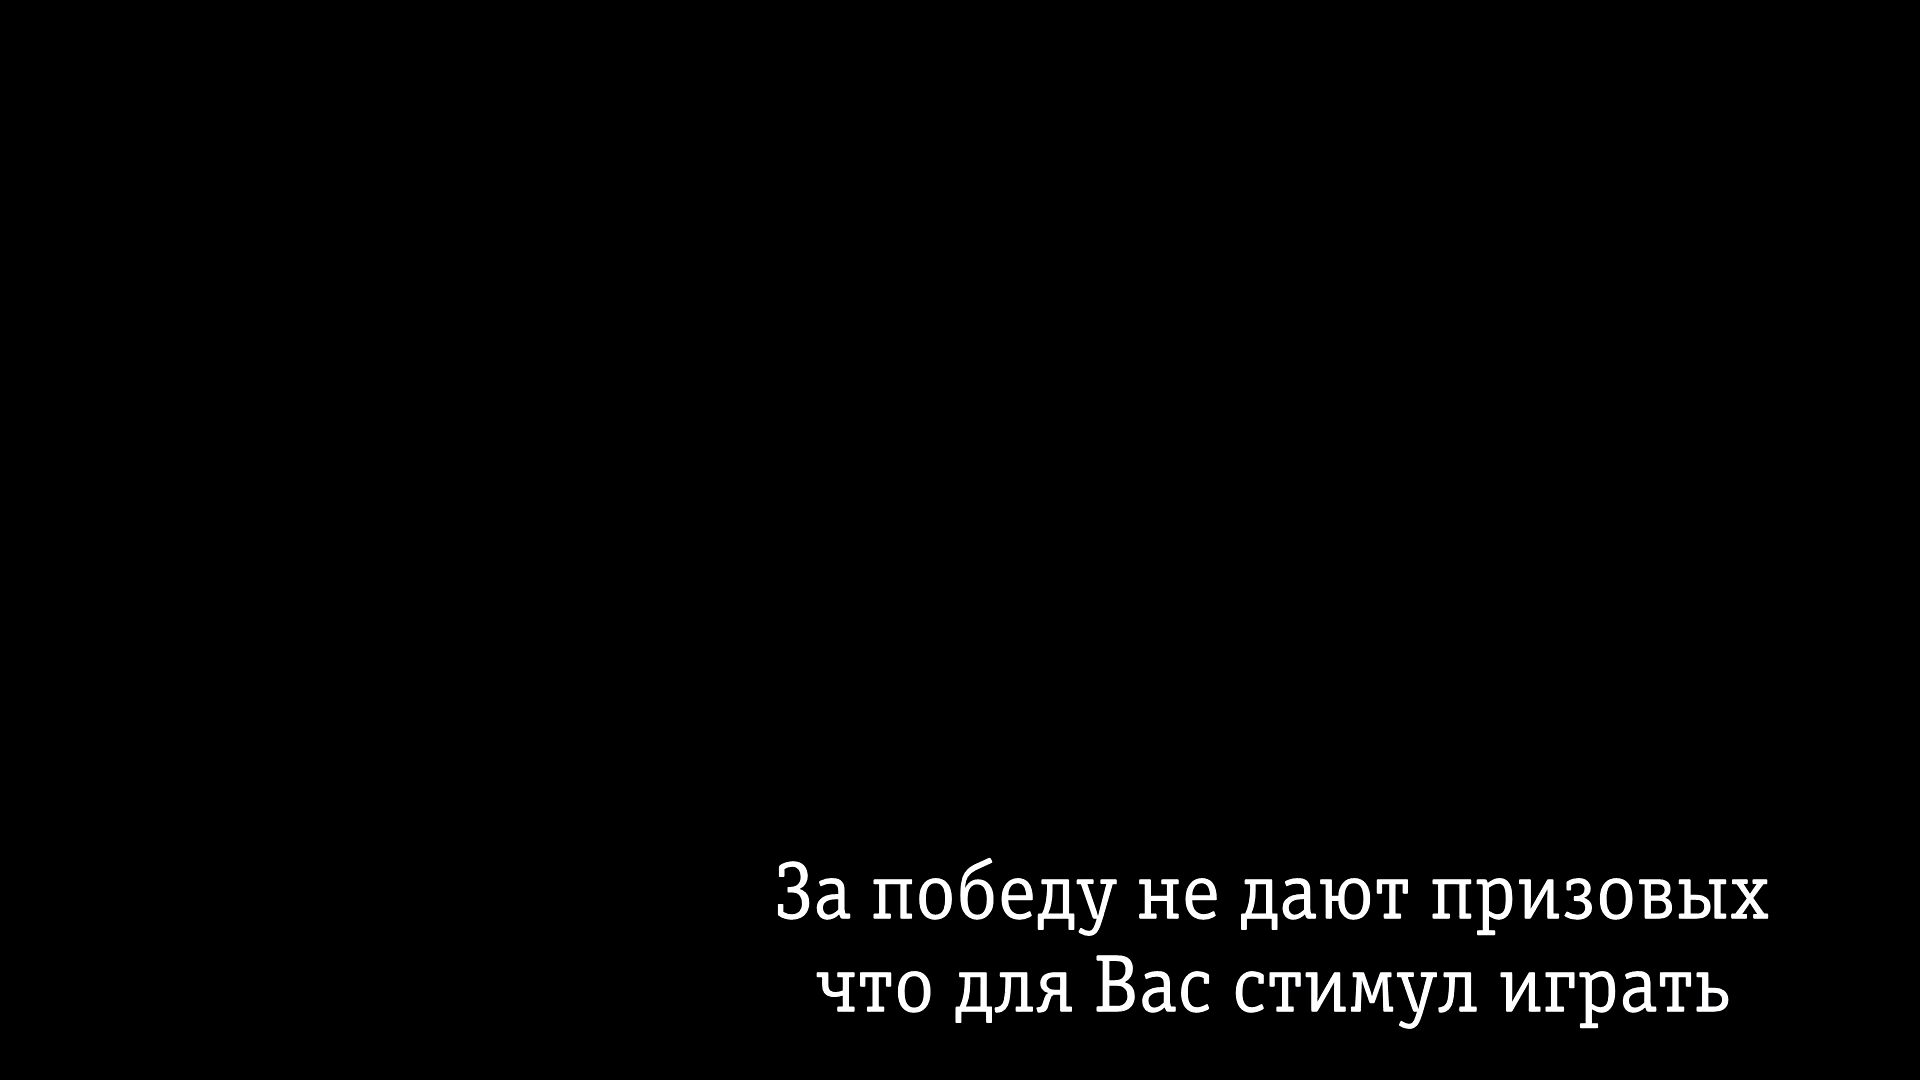 За победу не дают призовых
что для Вас стимул играть